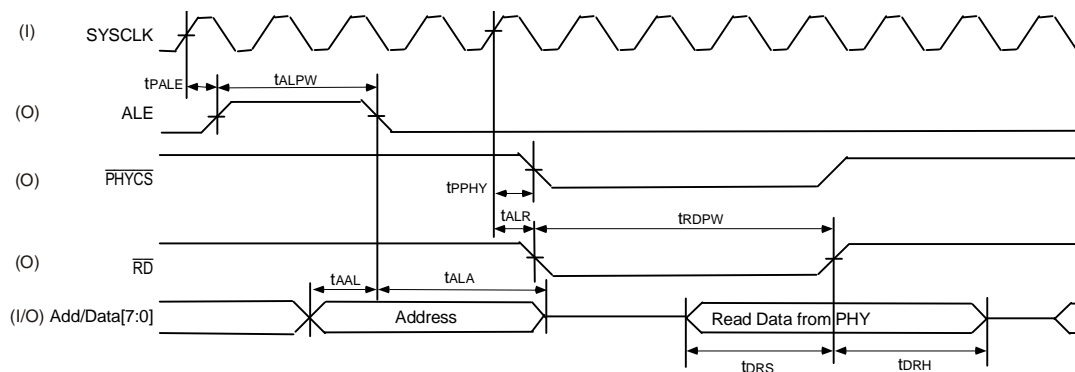 (I) SYSCLK
tPALE tALPW
(O) ALE
(O) PHYCS
tPPHY
tALR tRDPW
(O) RD
tAAL tALA
(I/O) Add/Data[7:0] Address Read Data from PHY
tDRS tDRH